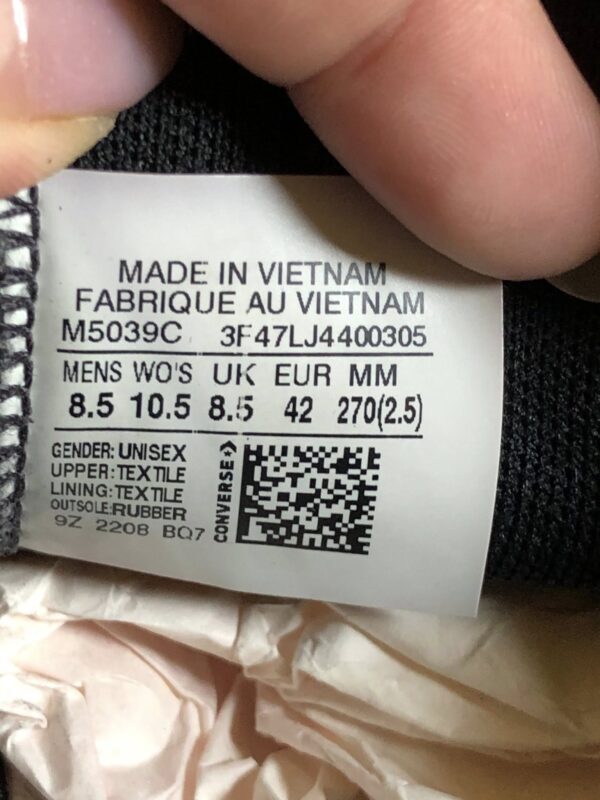 MADE IN VIETNAM
FABRIQUE AU VIETNAM
M5039C 3F47LJ4400305
MENS WO'S UK EUR MM
8.5 10.5 8.5 42 270(2.5)
GENDER: UNISEX
UPPER: TEXTILE
LINING: TEXTILE
OUTSOLE: RUBBER
9Z 2208 BQ7
CONVERSE